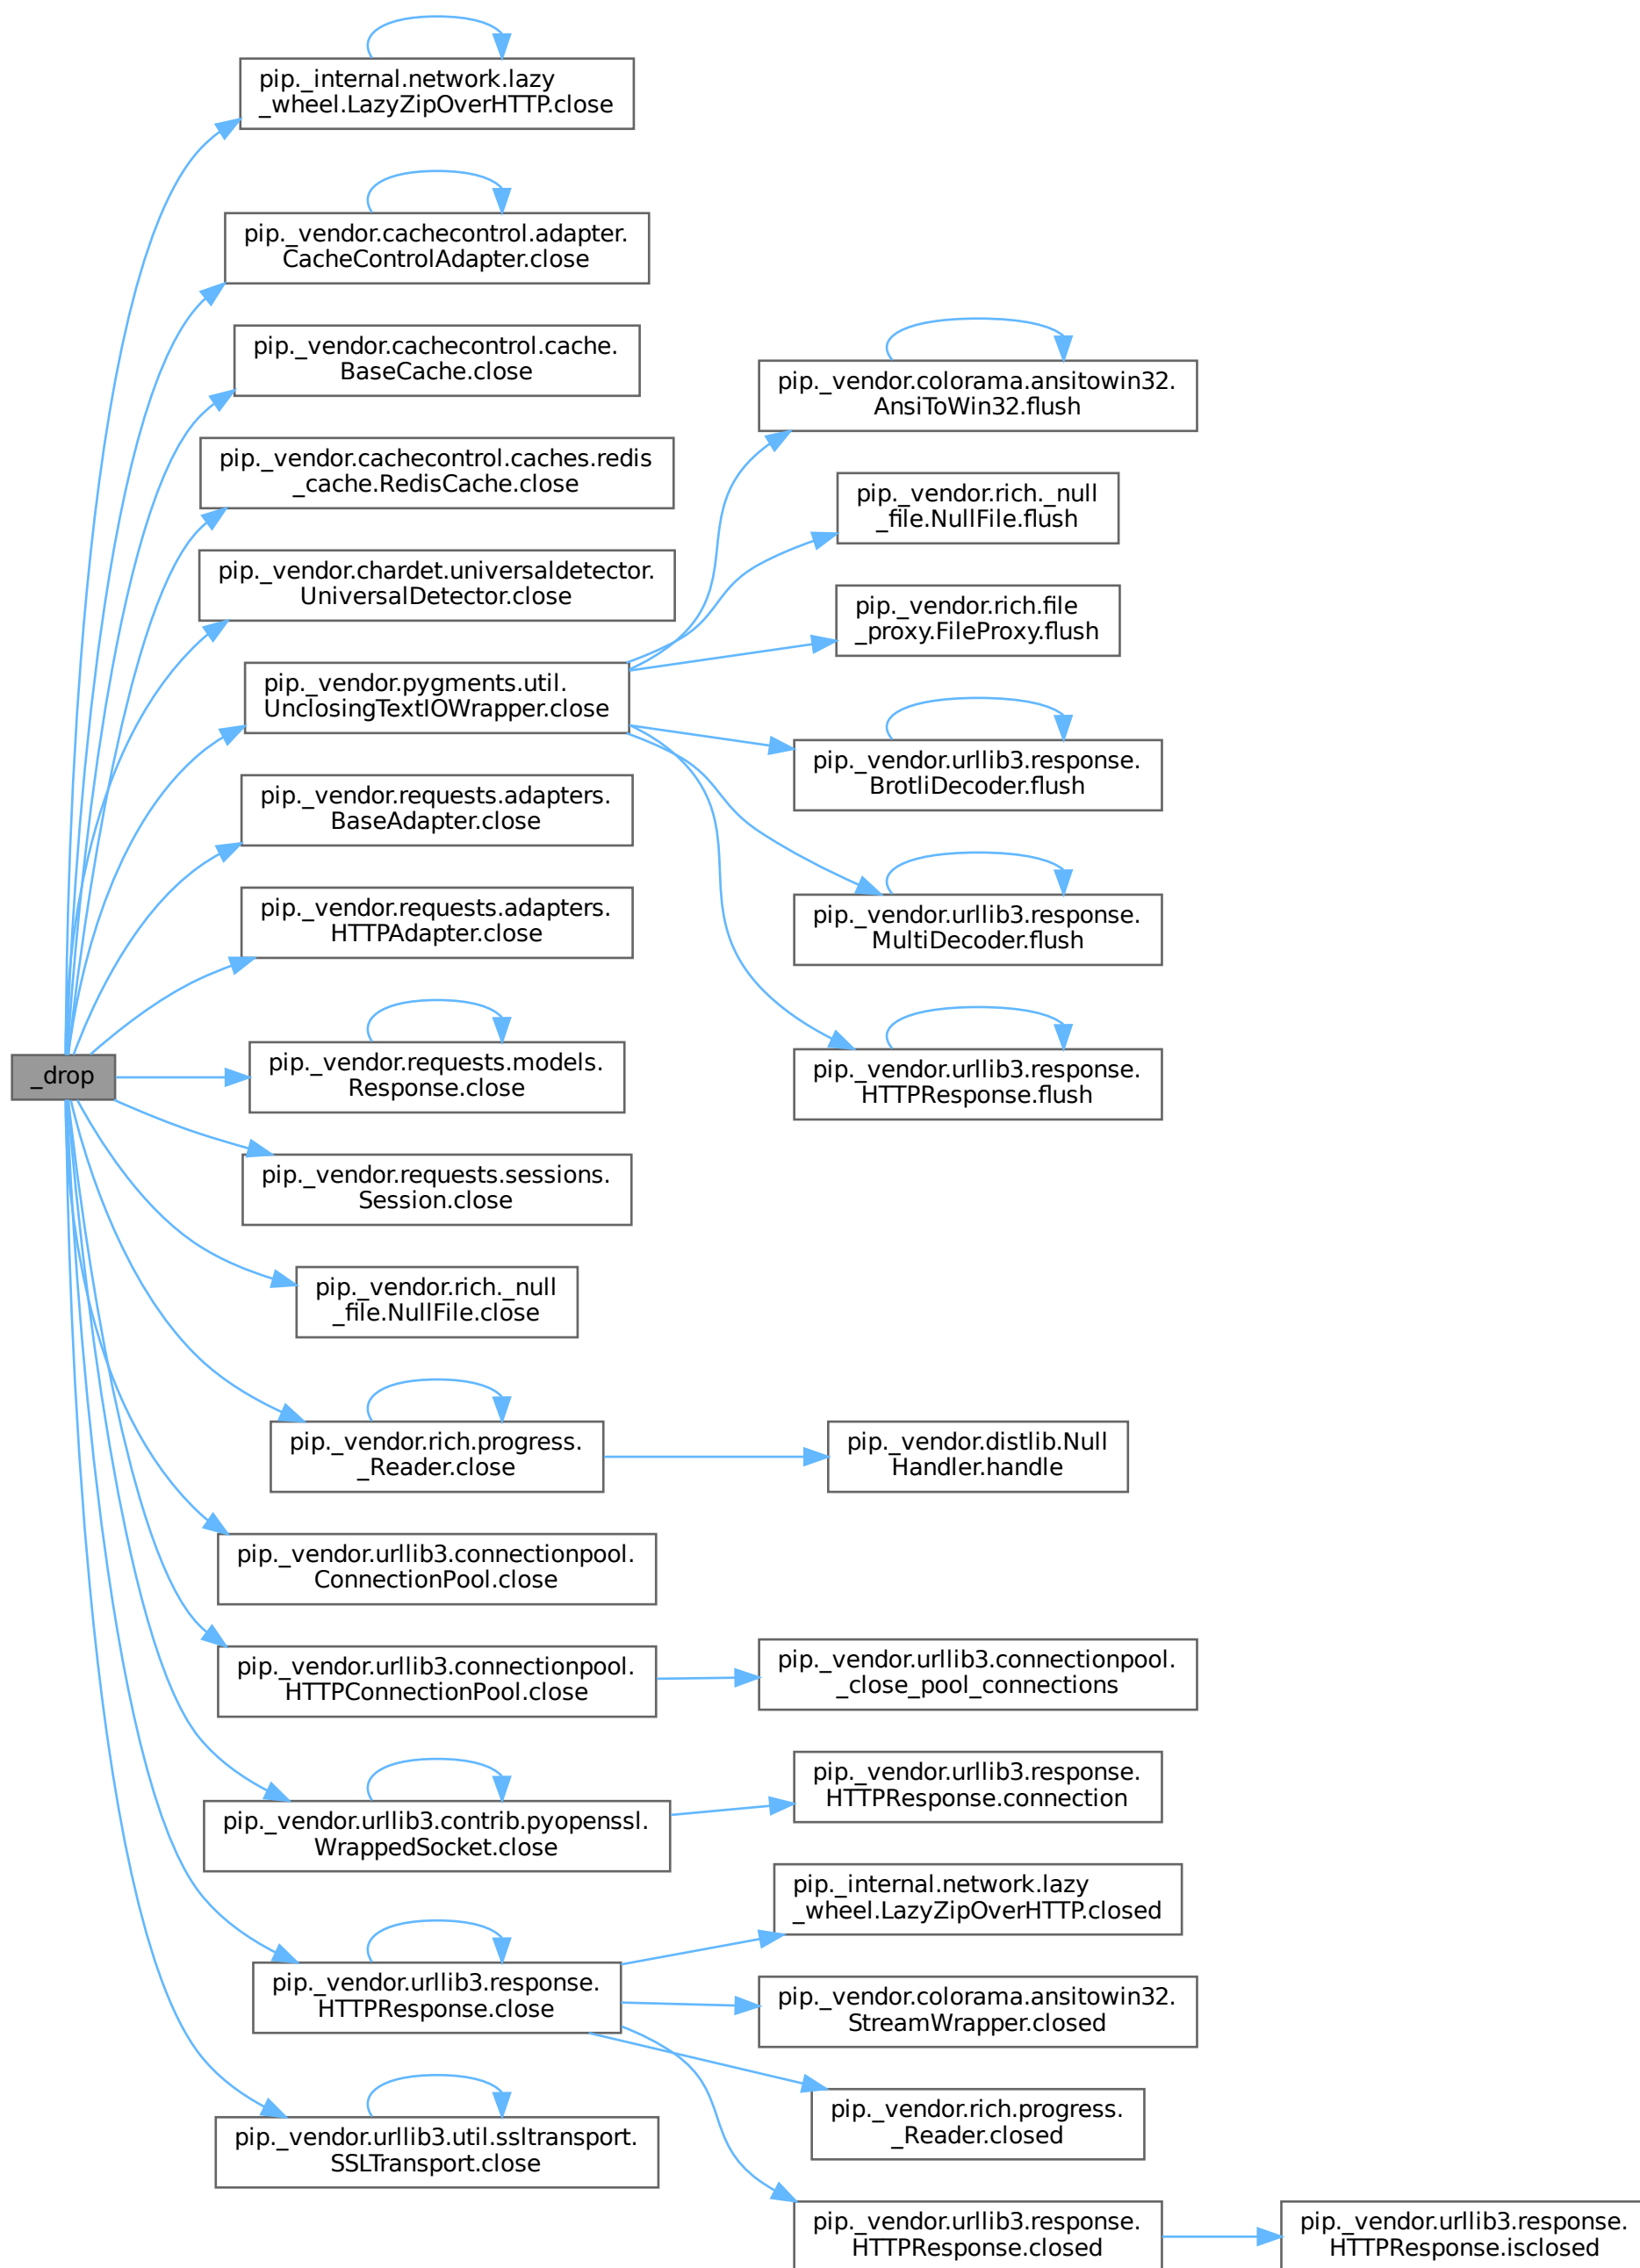 _drop
pip._internal.network.lazy
_wheel.LazyZipOverHTTP.close
pip._vendor.cachecontrol.adapter.
CacheControlAdapter.close
pip._vendor.cachecontrol.cache.
BaseCache.close
pip._vendor.cachecontrol.caches.redis
_cache.RedisCache.close
pip._vendor.chardet.universaldetector.
UniversalDetector.close
pip._vendor.pygments.util.
UnclosingTextIOWrapper.close
pip._vendor.requests.adapters.
BaseAdapter.close
pip._vendor.requests.adapters.
HTTPAdapter.close
pip._vendor.requests.models.
Response.close
pip._vendor.requests.sessions.
Session.close
pip._vendor.rich._null
_file.NullFile.close
pip._vendor.rich.progress.
_Reader.close
pip._vendor.urllib3.connectionpool.
ConnectionPool.close
pip._vendor.urllib3.connectionpool.
HTTPConnectionPool.close
pip._vendor.urllib3.contrib.pyopenssl.
WrappedSocket.close
pip._vendor.urllib3.response.
HTTPResponse.close
pip._vendor.urllib3.util.ssltransport.
SSLTransport.close
pip._vendor.colorama.ansitowin32.
AnsiToWin32.flush
pip._vendor.rich._null
_file.NullFile.flush
pip._vendor.rich.file
_proxy.FileProxy.flush
pip._vendor.urllib3.response.
BrotliDecoder.flush
pip._vendor.urllib3.response.
MultiDecoder.flush
pip._vendor.urllib3.response.
HTTPResponse.flush
pip._vendor.distlib.Null
Handler.handle
pip._vendor.urllib3.connectionpool.
_close_pool_connections
pip._vendor.urllib3.response.
HTTPResponse.connection
pip._internal.network.lazy
_wheel.LazyZipOverHTTP.closed
pip._vendor.colorama.ansitowin32.
StreamWrapper.closed
pip._vendor.rich.progress.
_Reader.closed
pip._vendor.urllib3.response.
HTTPResponse.closed
pip._vendor.urllib3.response.
HTTPResponse.isclosed